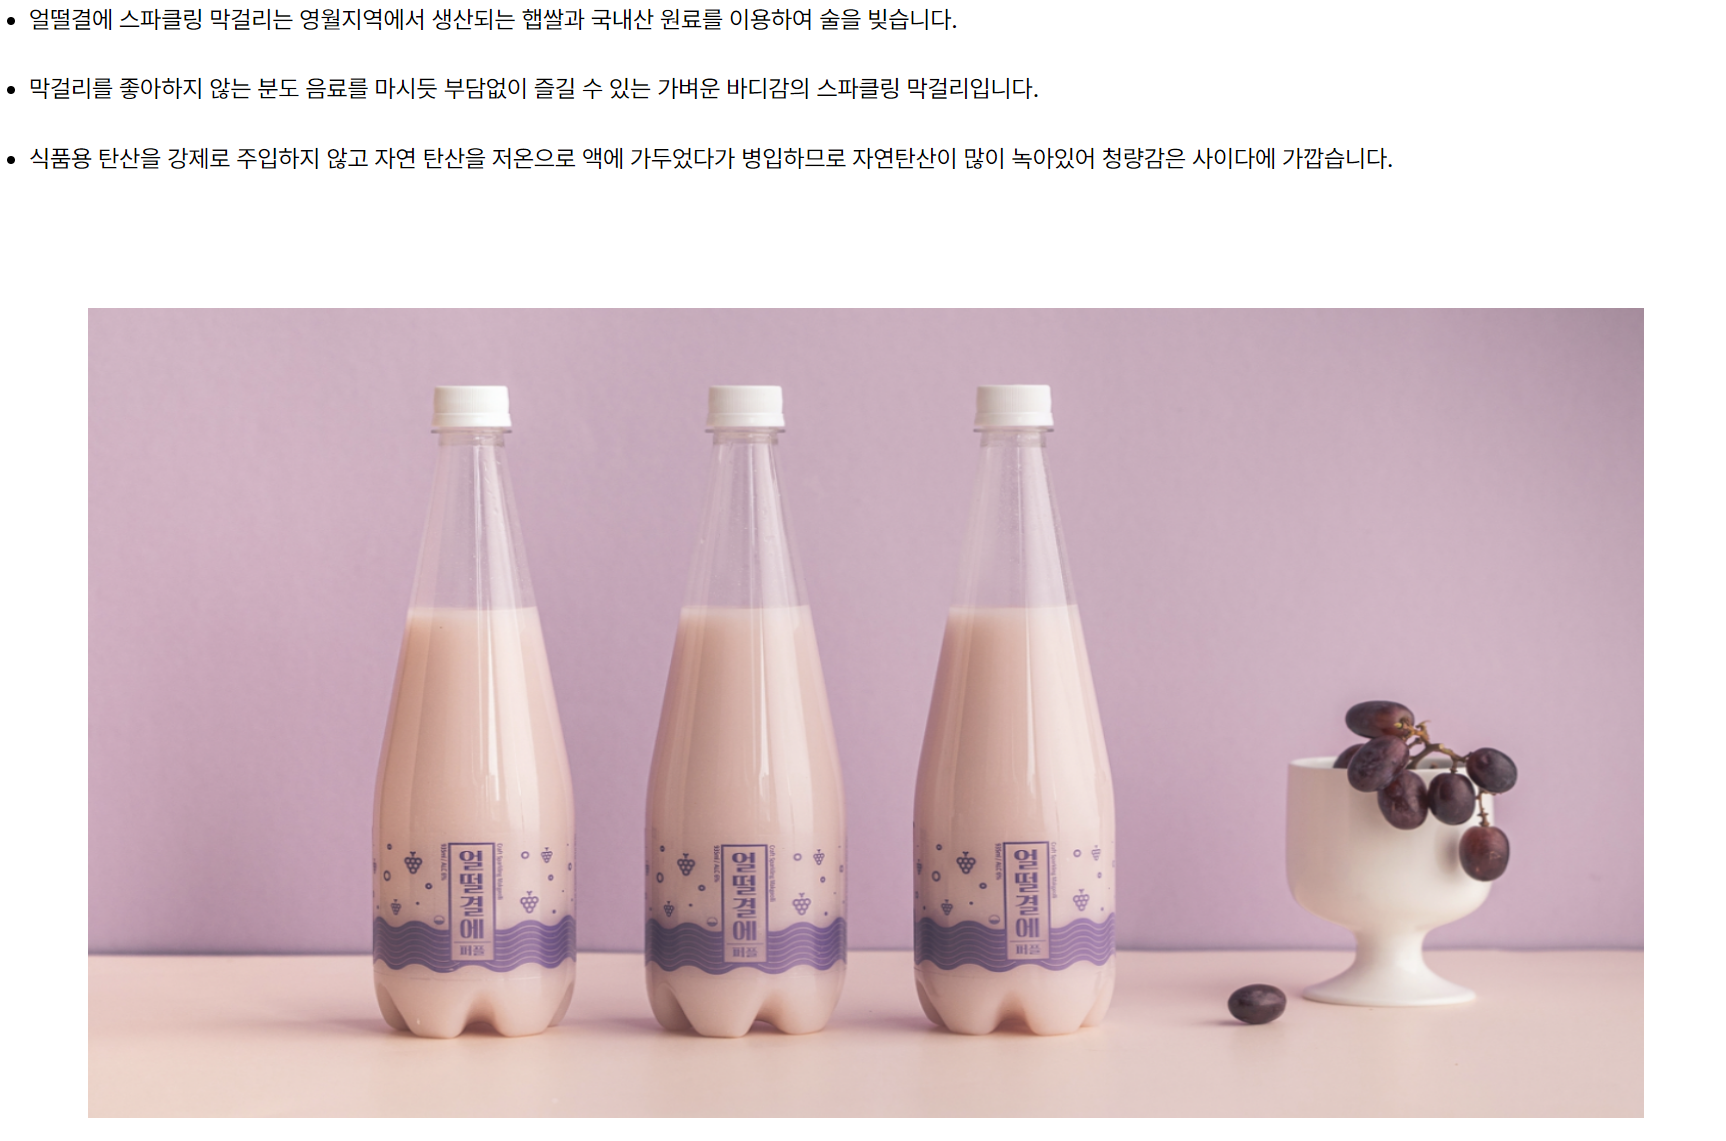 얼떨결에 스파클링 막걸리는 영월지역에서 생산되는 햅쌀과 국내산 원료를 이용하여 술을 빚습니다.
막걸리를 좋아하지 않는 분도 음료를 마시듯 부담없이 즐길 수 있는 가벼운 바디감의 스파클링 막걸리입니다.
식품용 탄산을 강제로 주입하지 않고 자연 탄산을 저온으로 액에 가두었다가 병입하므로 자연탄산이 많이 녹아있어 청량감은 사이다에 가깝습니다.
얼떨결에
퍼플
얼떨결에
퍼플
얼떨결에
퍼플